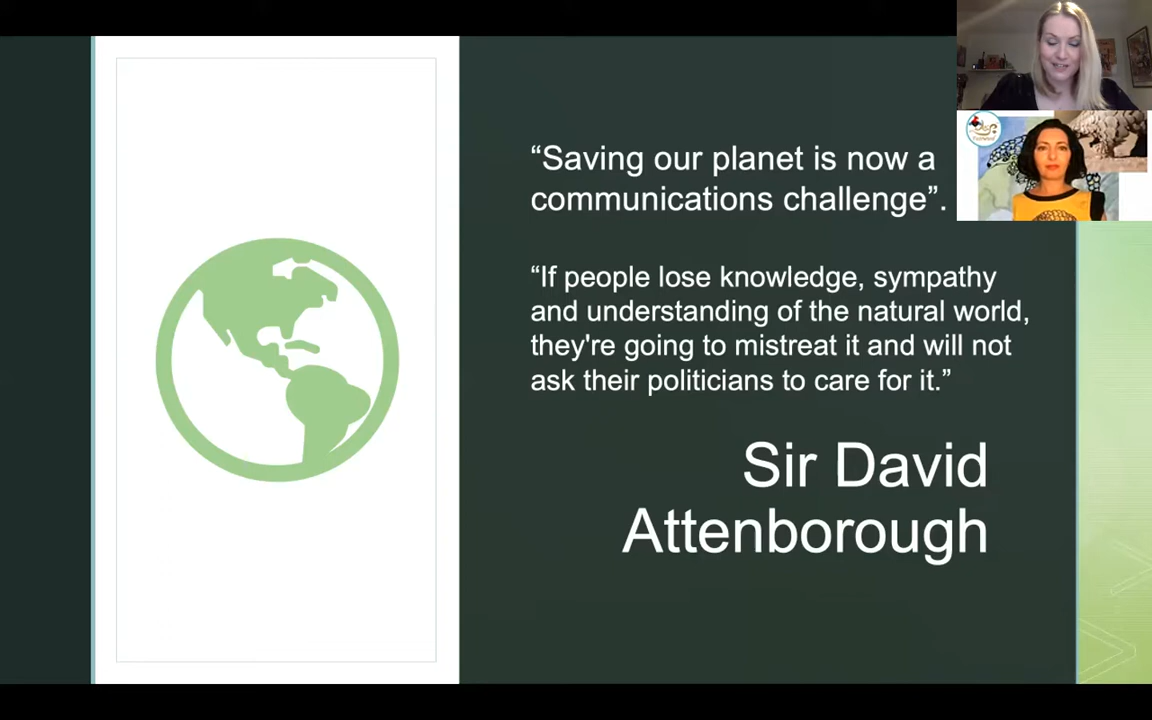 “Saving our planet is now a
communications challenge”.
“If people lose knowledge, sympathy
and understanding of the natural world,
they're going to mistreat it and will not
ask their politicians to care for it.”
Sir David
Attenborough